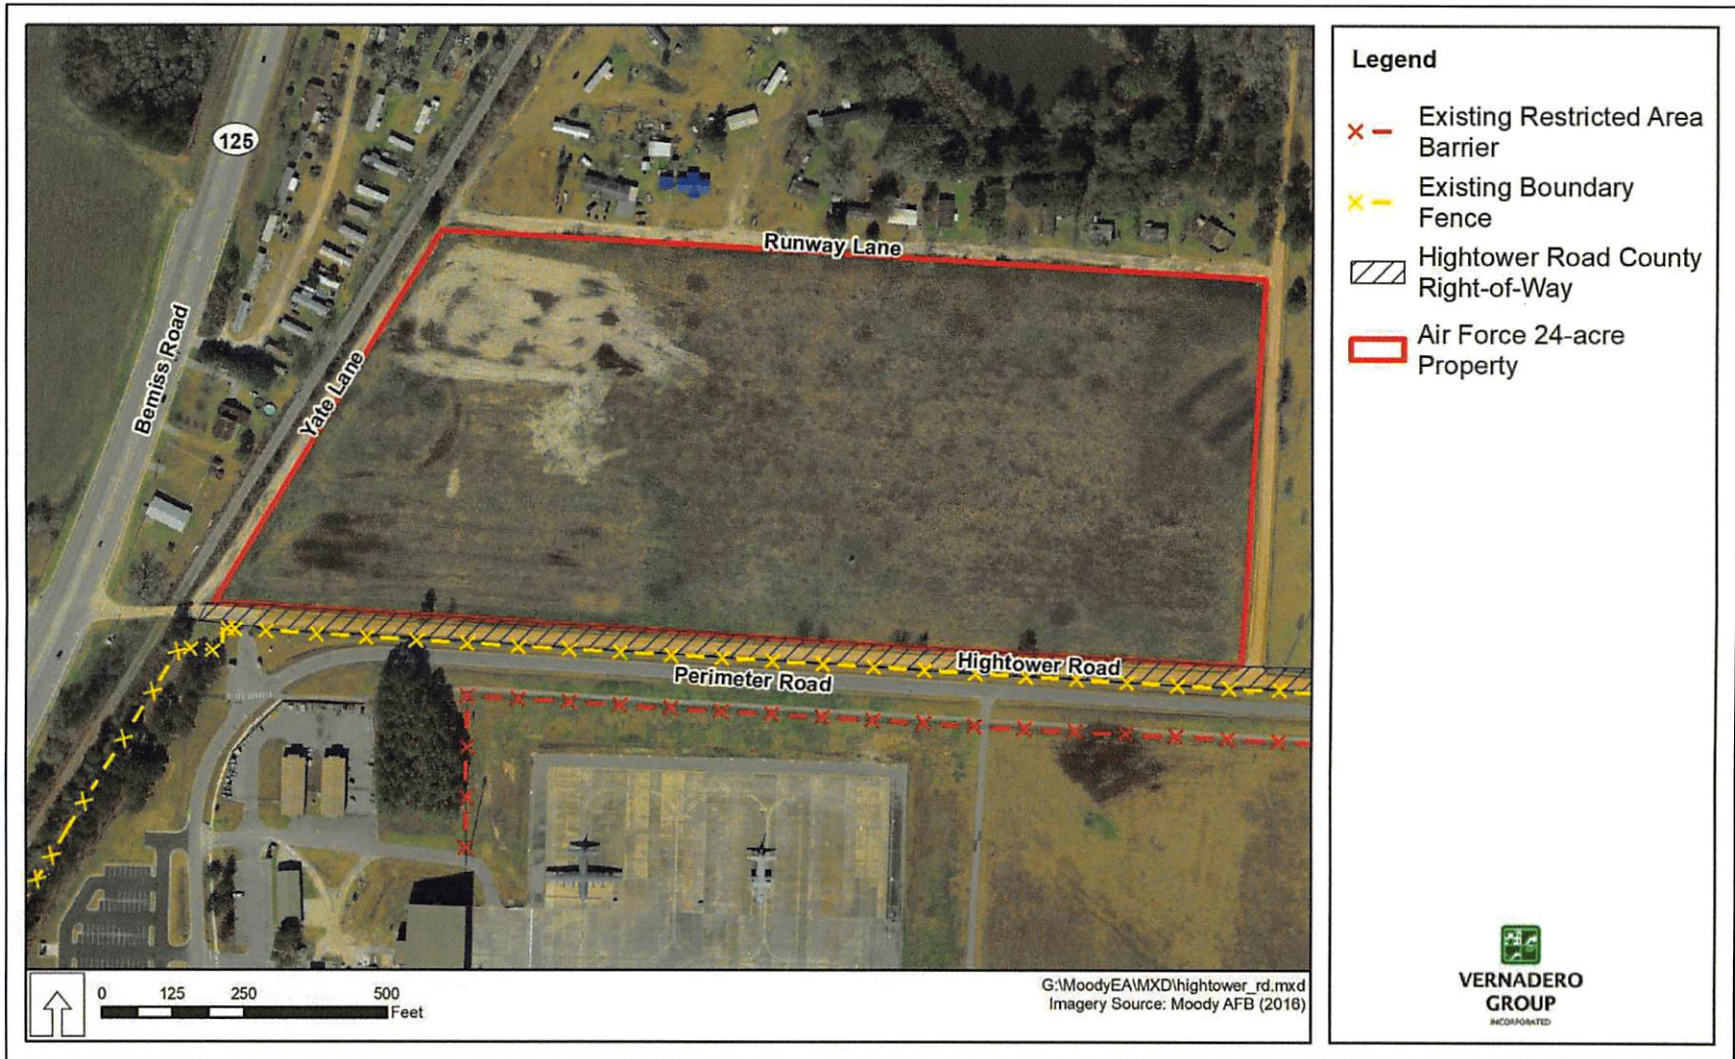 125
Runway Lane
Bemiss Road
Yate Lane
Hightower Road
Perimeter Road
0 125 250 500
Feet
G:\MoodyEA\MXD\hightower_rd.mxd
Imagery Source: Moody AFB (2016)
Legend
Existing Restricted Area
Barrier
Existing Boundary
Fence
Hightower Road County
Right-of-Way
Air Force 24-acre
Property
VERNADERO
GROUP
INCORPORATED